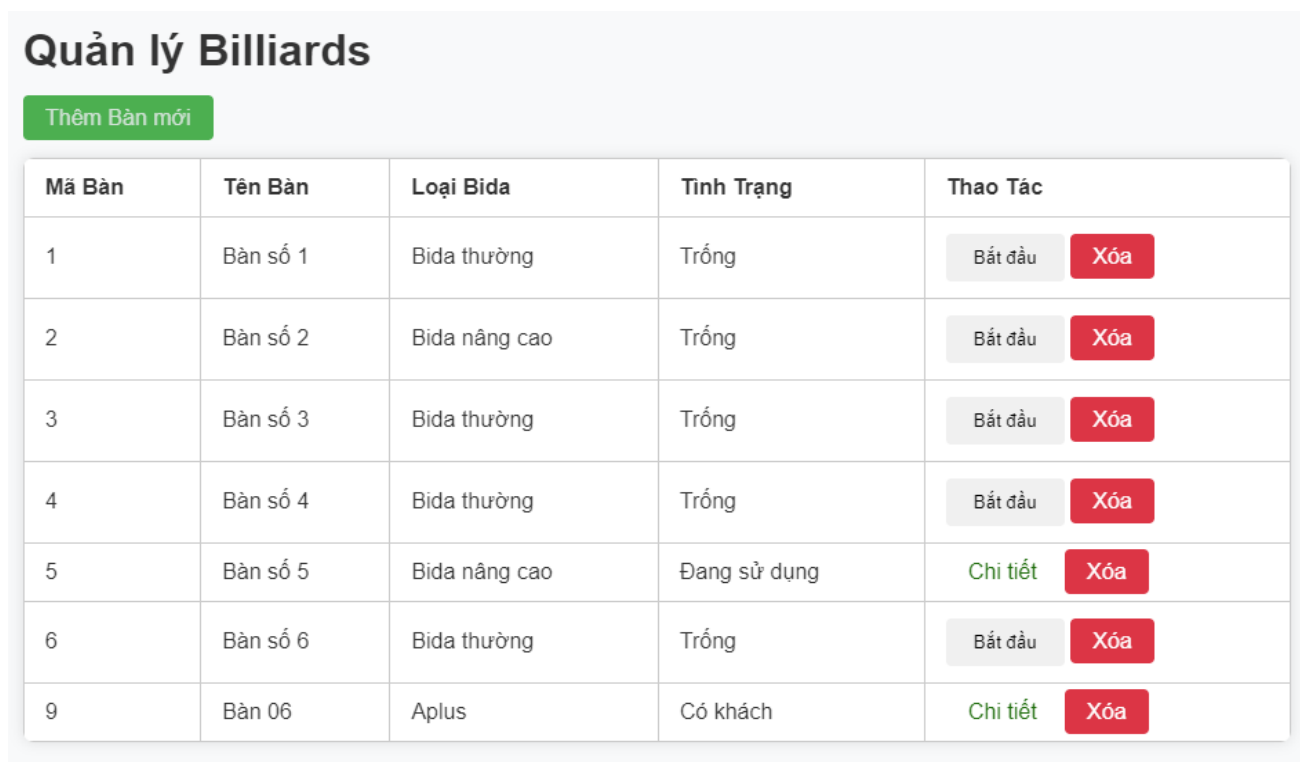 Quản lý Billiards
Thêm Bàn mới
Mã Bàn Tên Bàn Loại Bida Tình Trạng Thao Tác
1 Bàn số 1 Bida thường Trống Bắt đầu Xóa
2 Bàn số 2 Bida nâng cao Trống Bắt đầu Xóa
3 Bàn số 3 Bida thường Trống Bắt đầu Xóa
4 Bàn số 4 Bida thường Trống Bắt đầu Xóa
5 Bàn số 5 Bida nâng cao Đang sử dụng Chi tiết Xóa
6 Bàn số 6 Bida thường Trống Bắt đầu Xóa
9 Bàn 06 Aplus Có khách Chi tiết Xóa